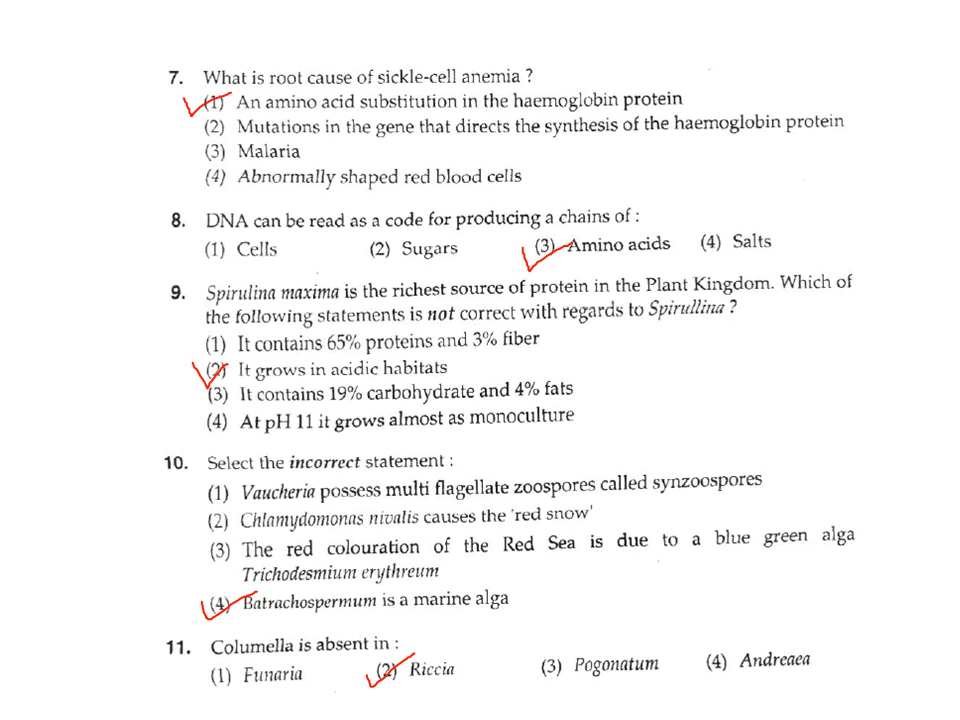 7. What is root cause of sickle-cell anemia ?
(1) An amino acid substitution in the haemoglobin protein
(2) Mutations in the gene that directs the synthesis of the haemoglobin protein
(3) Malaria
(4) Abnormally shaped red blood cells
8. DNA can be read as a code for producing a chains of :
(1) Cells (2) Sugars (3) Amino acids (4) Salts
9. Spirulina maxima is the richest source of protein in the Plant Kingdom. Which of
the following statements is not correct with regards to Spirullina ?
(1) It contains 65% proteins and 3% fiber
(2) It grows in acidic habitats
(3) It contains 19% carbohydrate and 4% fats
(4) At pH 11 it grows almost as monoculture
10. Select the incorrect statement :
(1) Vaucheria possess multi flagellate zoospores called synzoospores
(2) Chlamydomonas nivalis causes the 'red snow'
(3) The red colouration of the Red Sea is due to a blue green alga
Trichodesmium erythreum
(4) Batrachospermum is a marine alga
11. Columella is absent in :
(1) Funaria (2) Riccia (3) Pogonatum (4) Andreaea